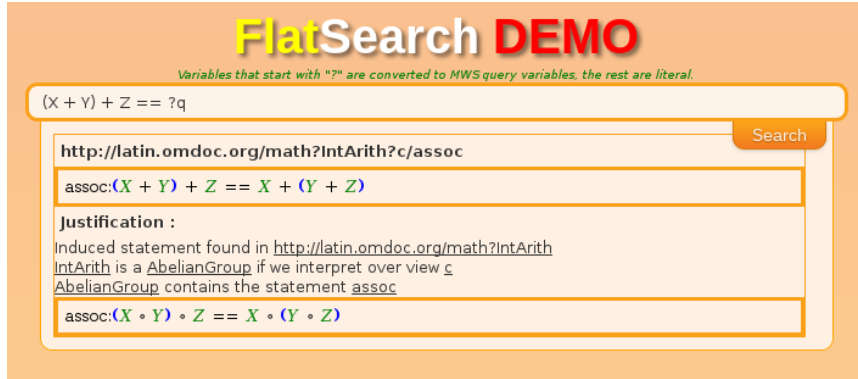 FlatSearch DEMO
Variables that start with "?" are converted to MWS query variables, the rest are literal.
(X + Y) + Z == ?q
Search
http://latin.omdoc.org/math?IntArith?c/assoc
assoc:(X + Y) + Z == X + (Y + Z)
Justification :
Induced statement found in http://latin.omdoc.org/math?IntArith
IntArith is a AbelianGroup if we interpret over view c
AbelianGroup contains the statement assoc
assoc:(X ∘ Y) ∘ Z == X ∘ (Y ∘ Z)